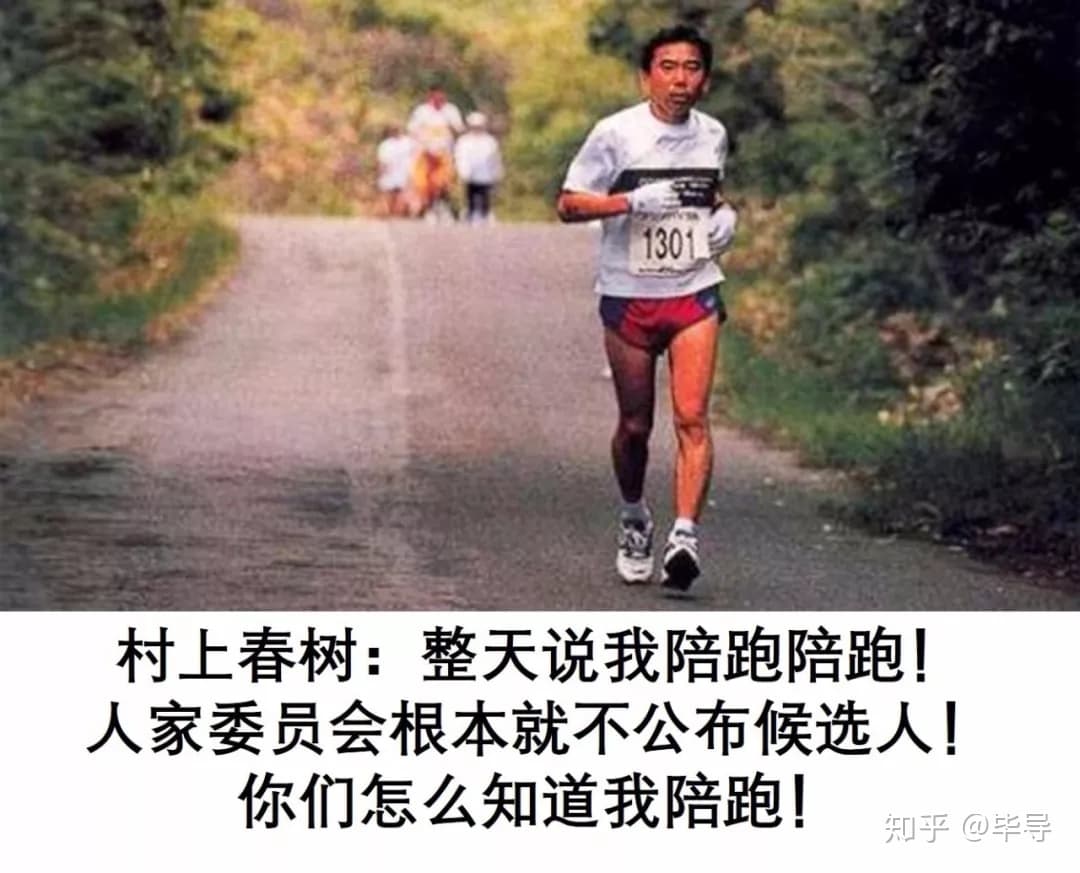 1301
村上春树：整天说我陪跑陪跑！
人家委员会根本就不公布候选人！
你们怎么知道我陪跑！
知乎 @毕导